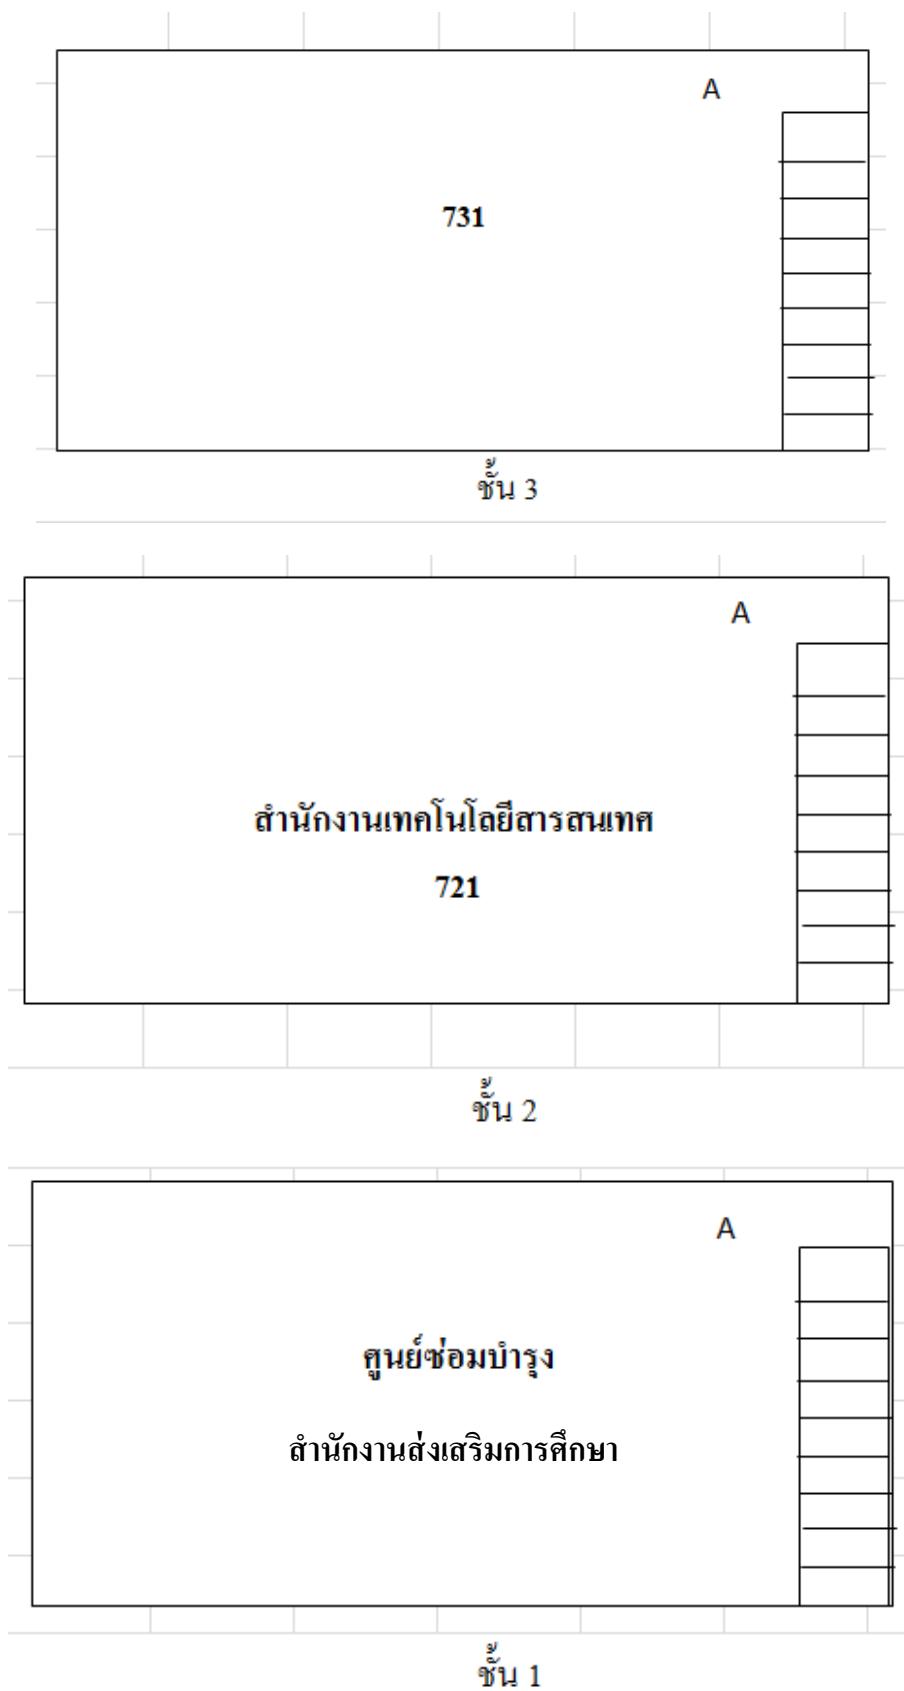 A
731
ชั้น 3
A
สำนักงานเทคโนโลยีสารสนเทศ
721
ชั้น 2
A
ศูนย์ซ่อมบำรุง
สำนักงานส่งเสริมการศึกษา
ชั้น 1